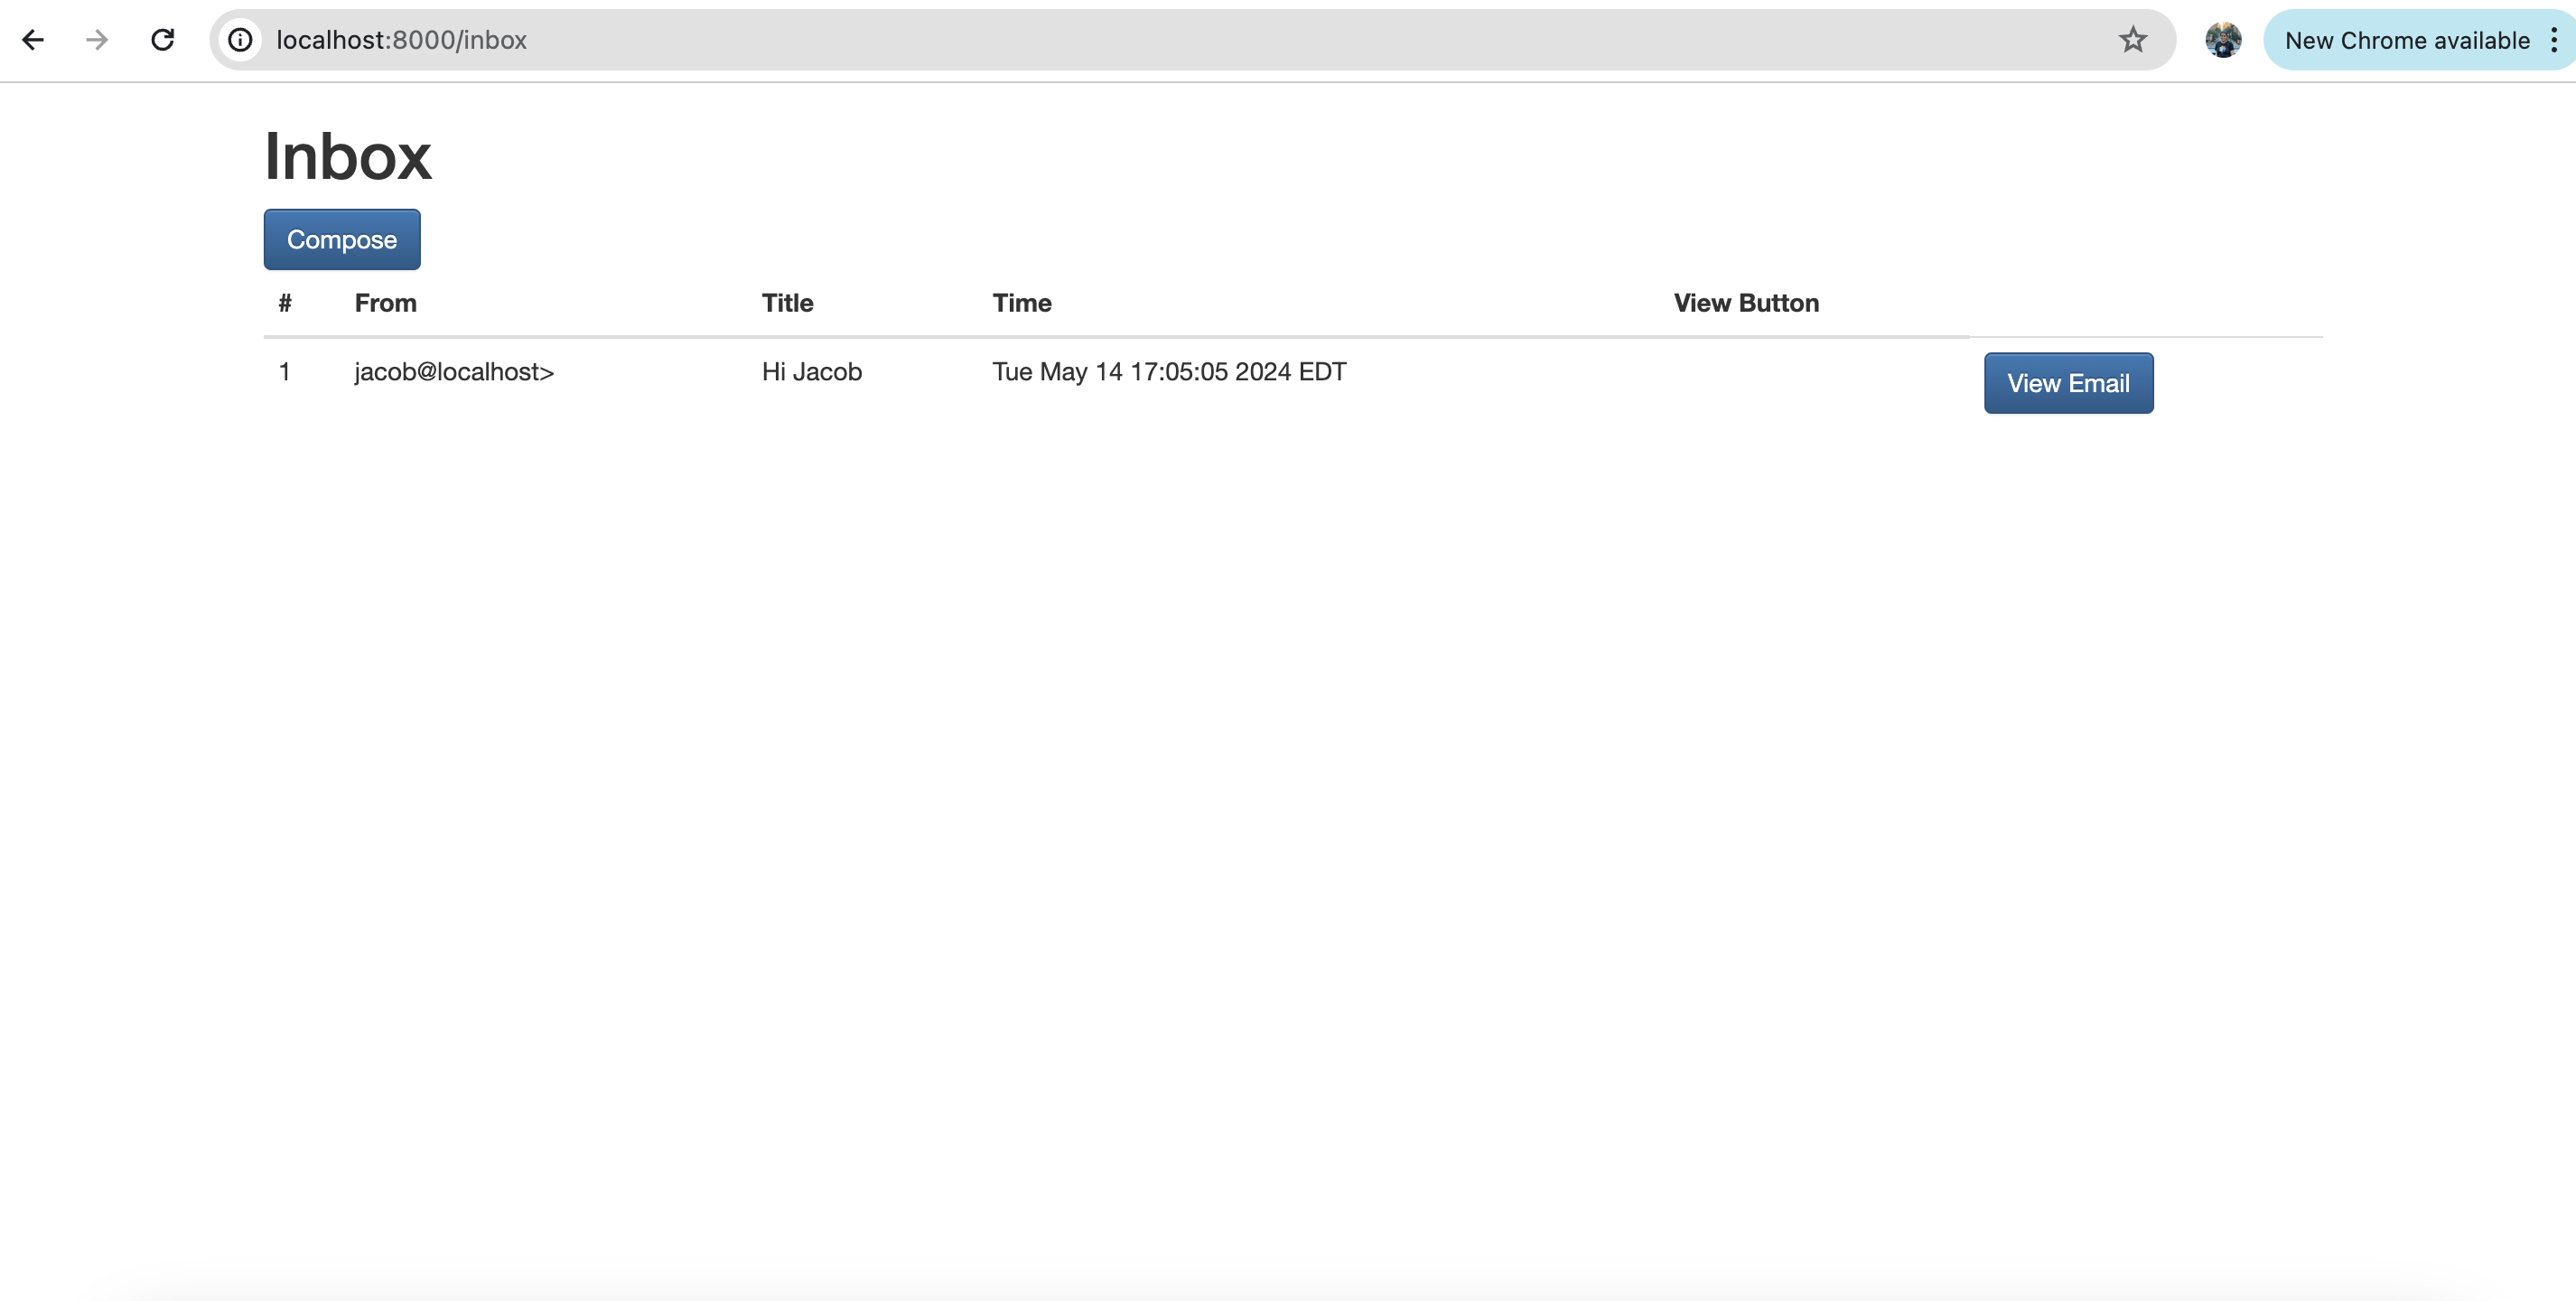 localhost:8000/inbox
New Chrome available
Inbox
Compose
# From Title Time View Button
1 jacob@localhost> Hi Jacob Tue May 14 17:05:05 2024 EDT View Email